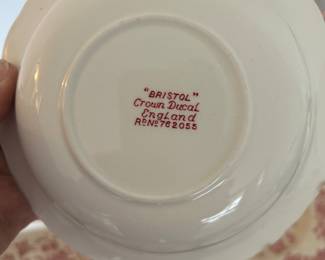 "BRISTOL"
Crown Ducal
England
RD No 762055